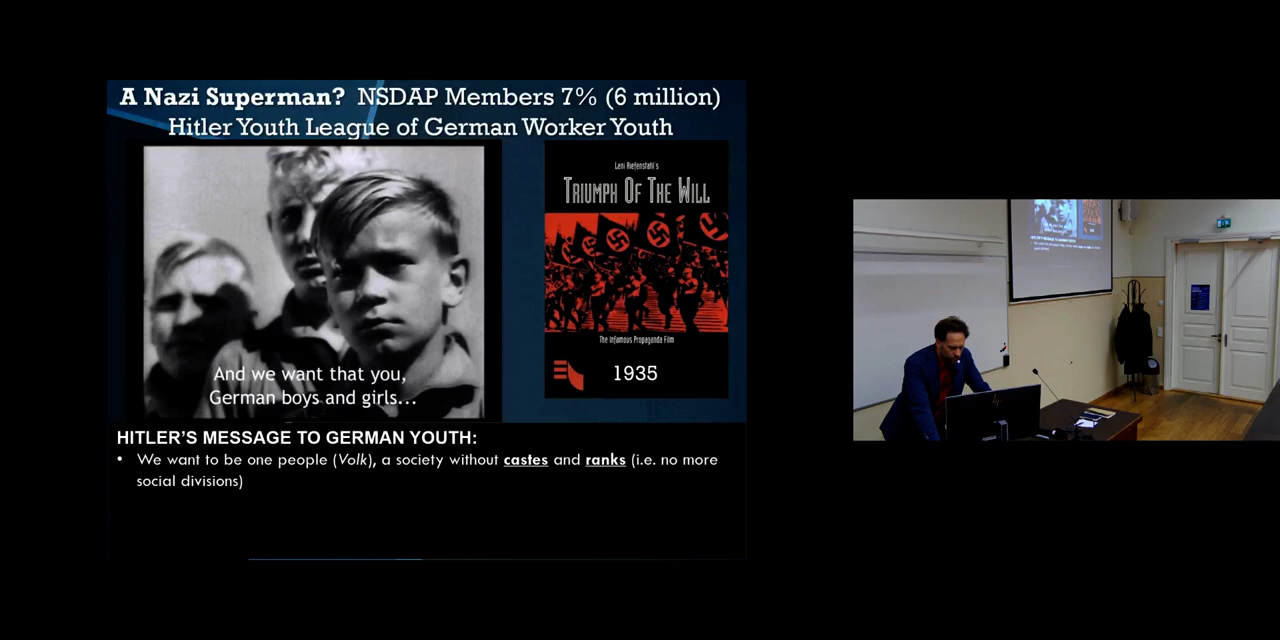 A Nazi Superman? NSDAP Members 7% (6 million)
Hitler Youth League of German Worker Youth
And we want that you,
German boys and girls...
Leni Riefenstahl's
TRIUMPH OF THE WILL
The Infamous Propaganda Film
1935
HITLER'S MESSAGE TO GERMAN YOUTH:
• We want to be one people (Volk), a society without castes and ranks (i.e. no more
social divisions)